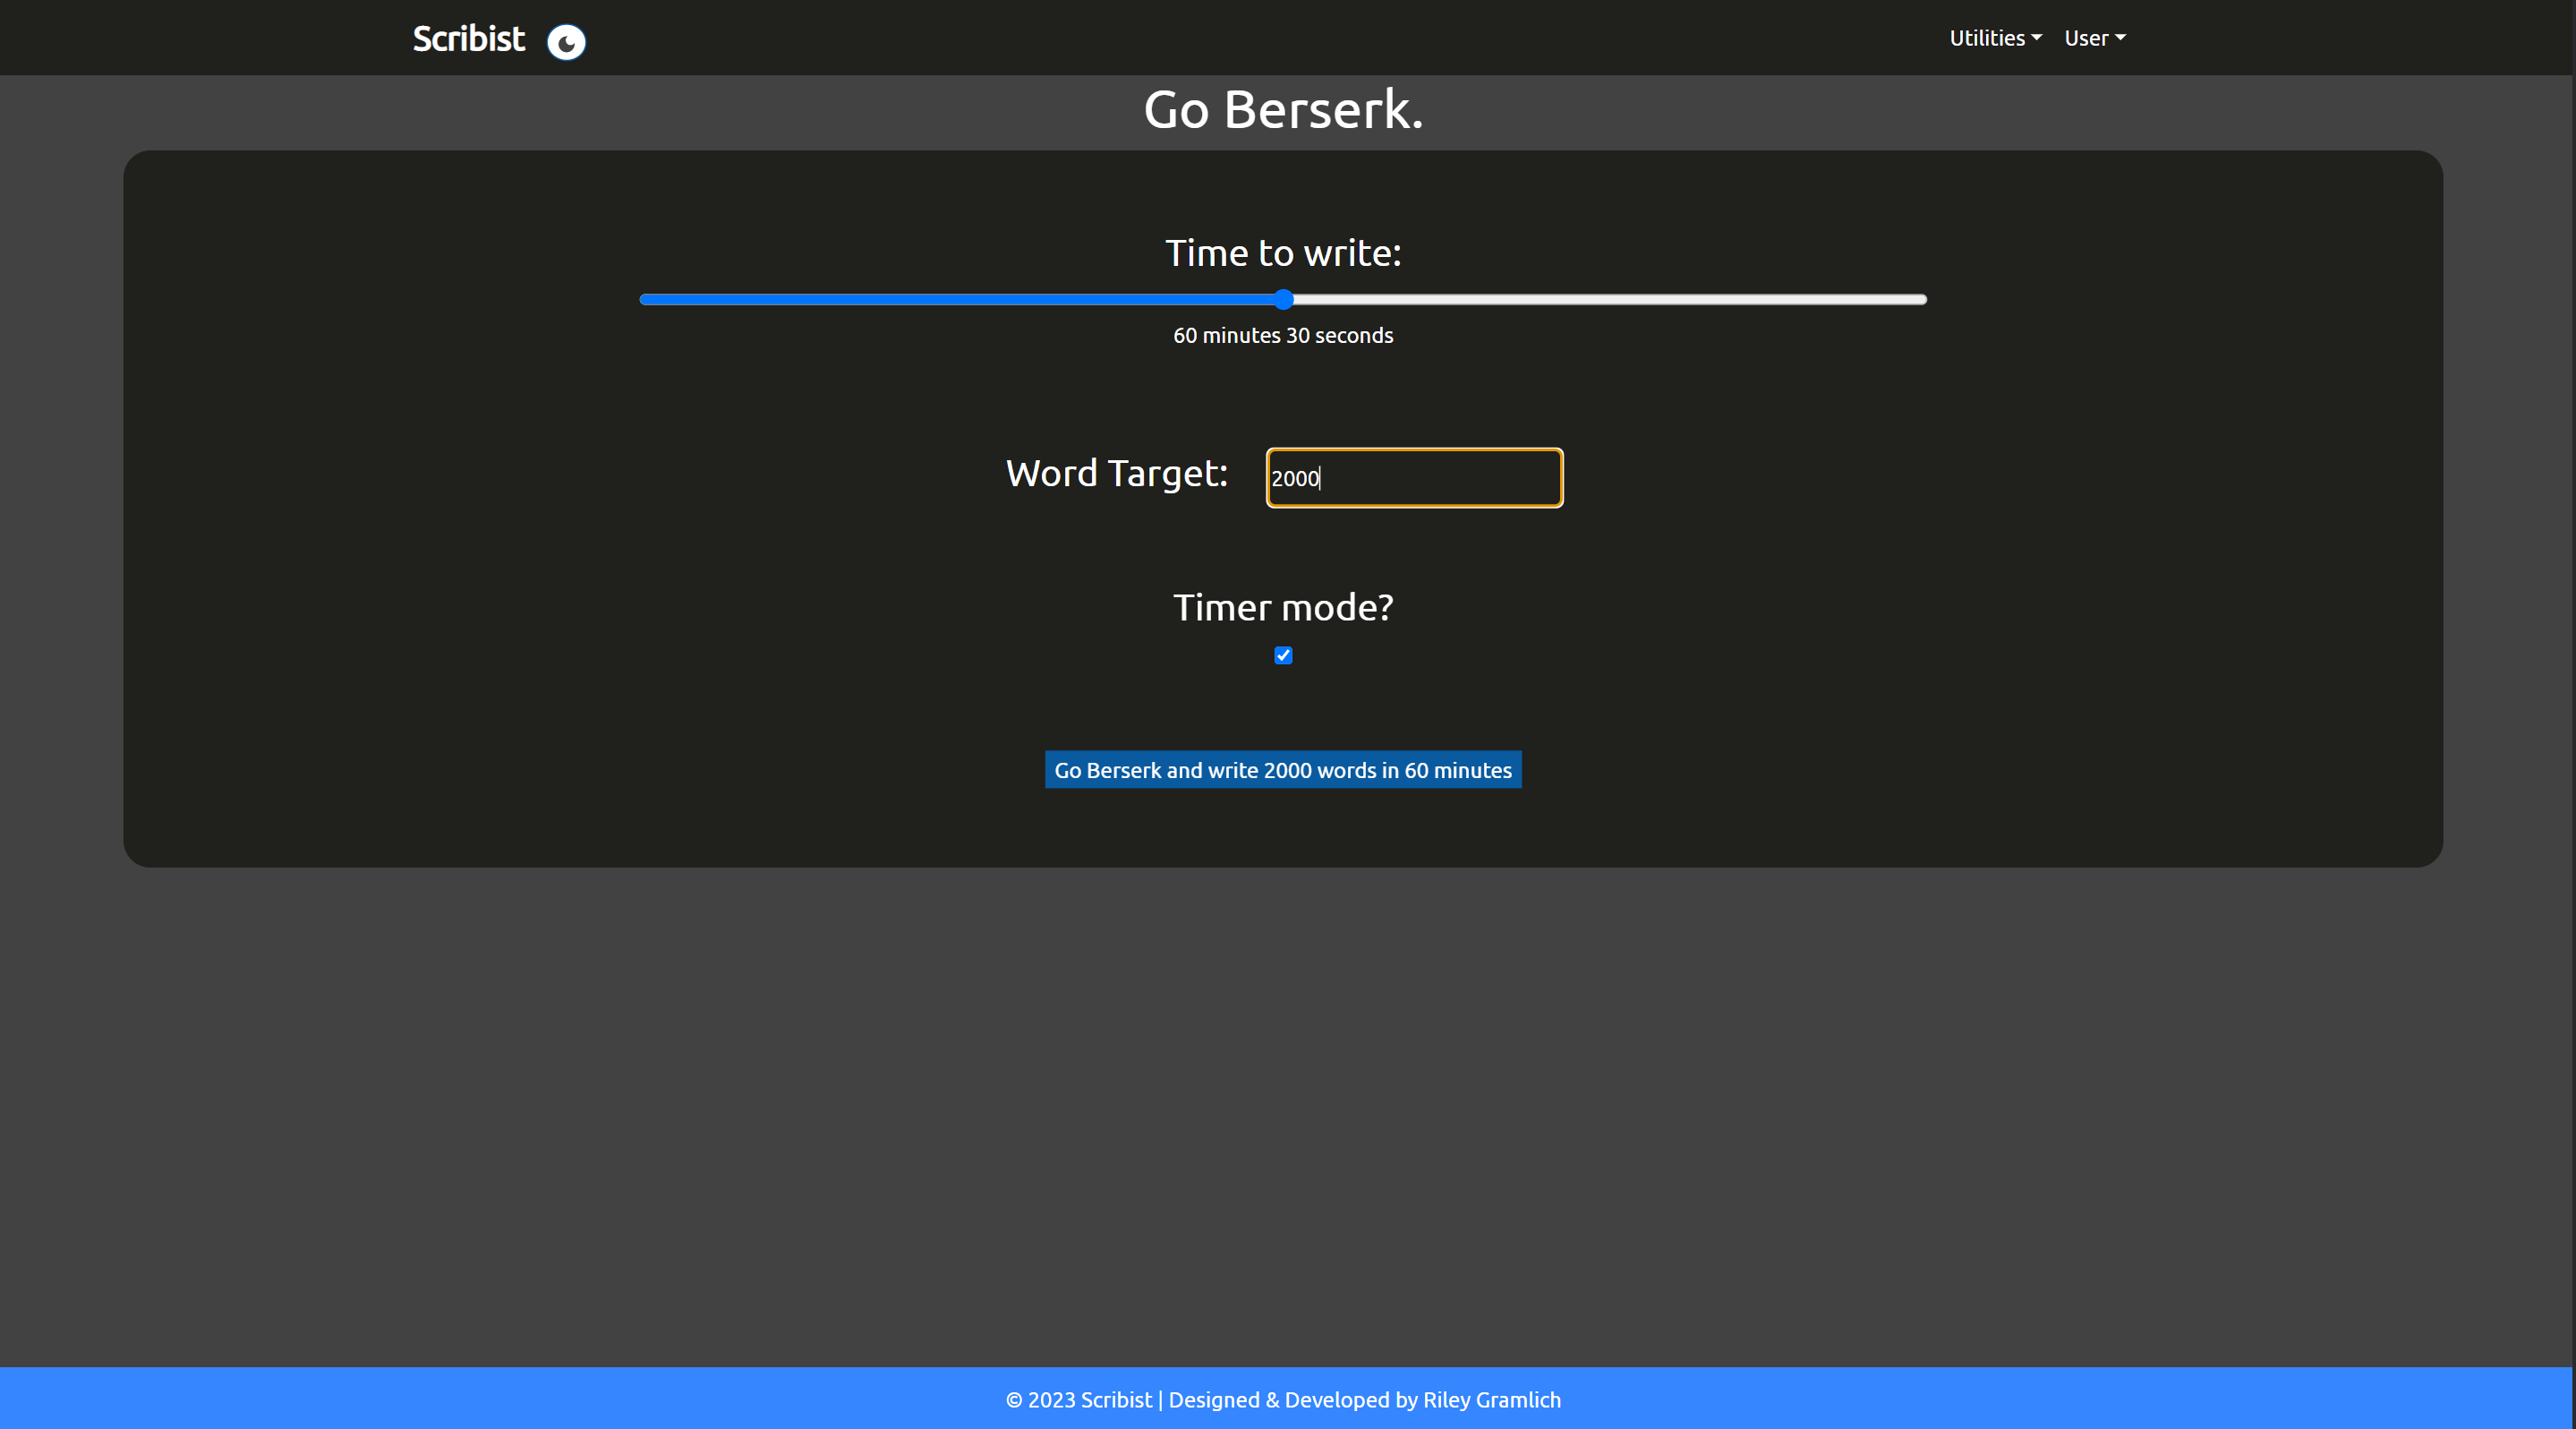 Scribist
Utilities User
Go Berserk.
Time to write:
60 minutes 30 seconds
Word Target: 2000
Timer mode?
Go Berserk and write 2000 words in 60 minutes
© 2023 Scribist | Designed & Developed by Riley Gramlich